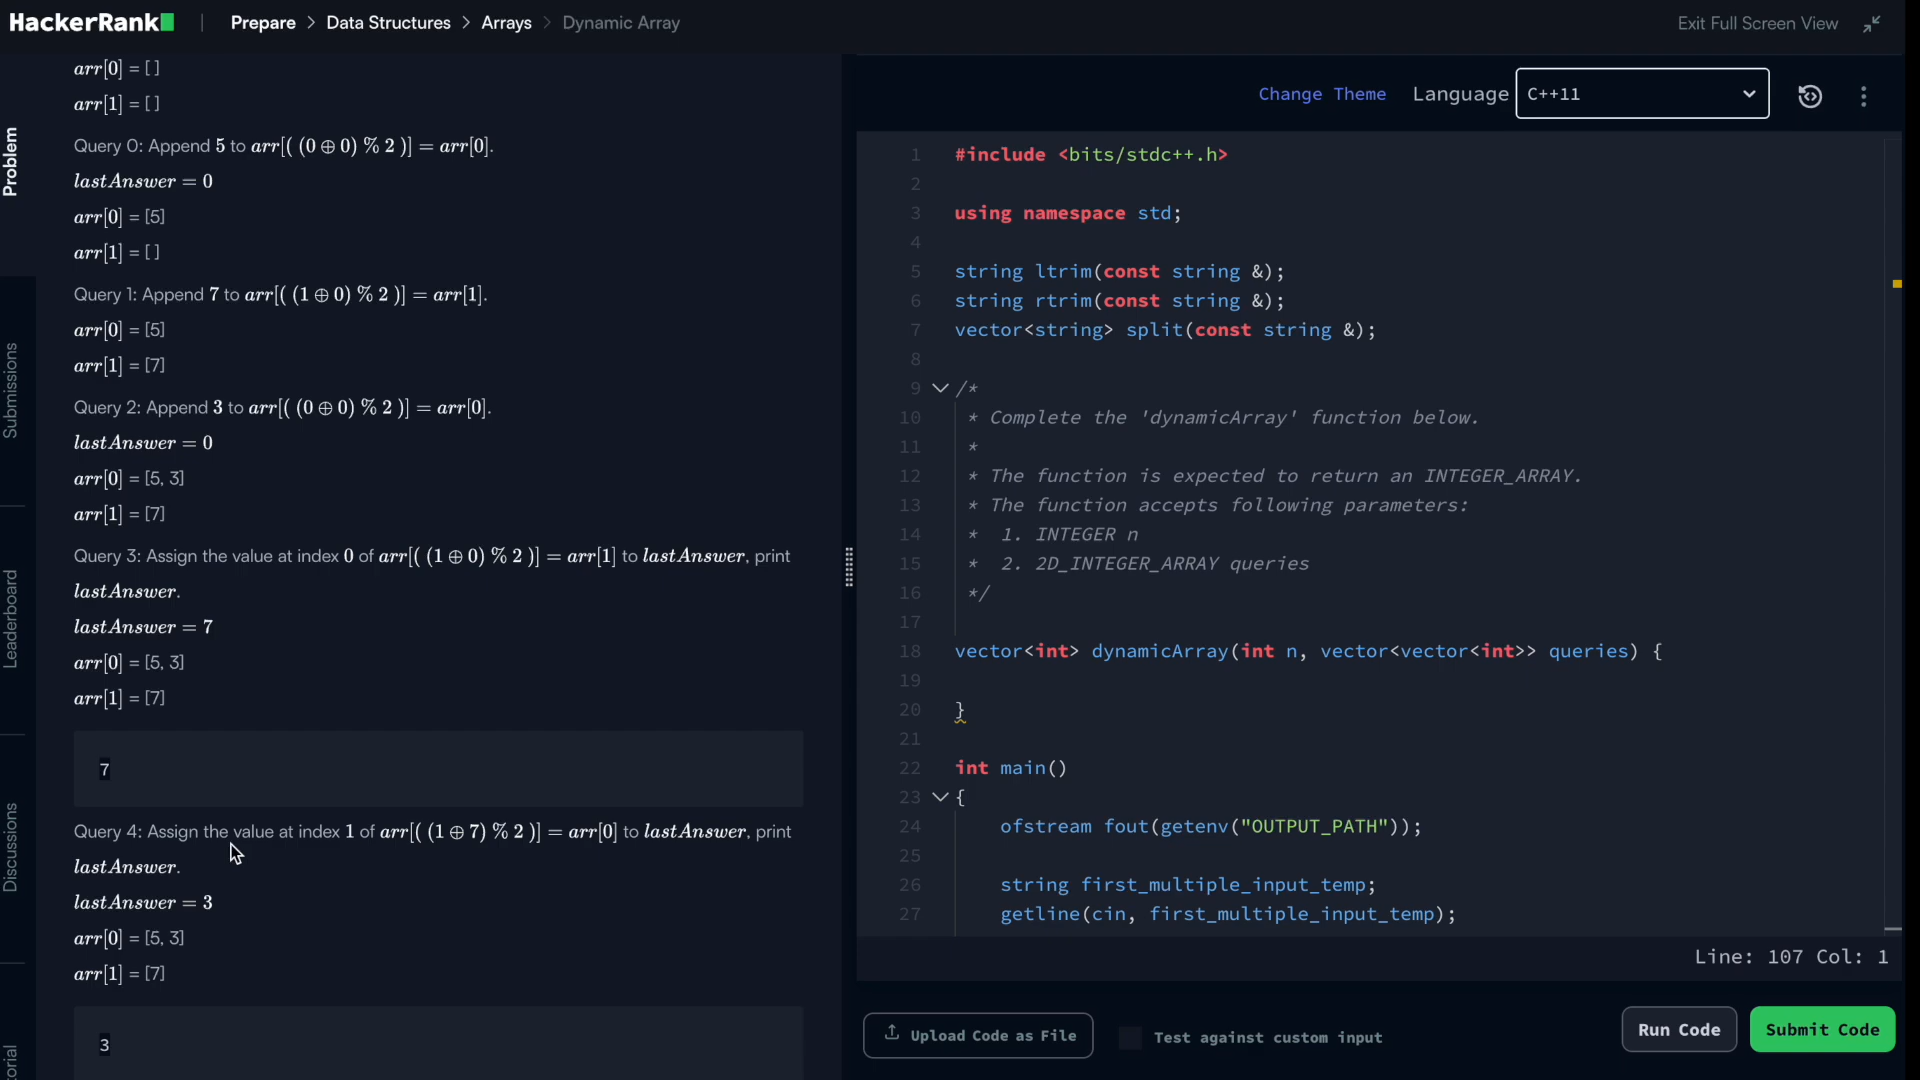 HackerRank | Prepare > Data Structures > Arrays > Dynamic Array
Exit Full Screen View
Problem
Submissions
Leaderboard
Discussions
arr[0] = [ ]
arr[1] = [ ]
Query 0: Append 5 to arr[( (0 ⊕ 0) % 2 )] = arr[0].
lastAnswer = 0
arr[0] = [5]
arr[1] = [ ]
Query 1: Append 7 to arr[( (1 ⊕ 0) % 2 )] = arr[1].
arr[0] = [5]
arr[1] = [7]
Query 2: Append 3 to arr[( (0 ⊕ 0) % 2 )] = arr[0].
lastAnswer = 0
arr[0] = [5, 3]
arr[1] = [7]
Query 3: Assign the value at index 0 of arr[( (1 ⊕ 0) % 2 )] = arr[1] to lastAnswer, print
lastAnswer.
lastAnswer = 7
arr[0] = [5, 3]
arr[1] = [7]
7
Query 4: Assign the value at index 1 of arr[( (1 ⊕ 7) % 2 )] = arr[0] to lastAnswer, print
lastAnswer.
lastAnswer = 3
arr[0] = [5, 3]
arr[1] = [7]
3
Change Theme Language C++11
1 #include <bits/stdc++.h>
2
3 using namespace std;
4
5 string ltrim(const string &);
6 string rtrim(const string &);
7 vector<string> split(const string &);
8
9 /*
10 * Complete the 'dynamicArray' function below.
11 *
12 * The function is expected to return an INTEGER_ARRAY.
13 * The function accepts following parameters:
14 * 1. INTEGER n
15 * 2. 2D_INTEGER_ARRAY queries
16 */
17
18 vector<int> dynamicArray(int n, vector<vector<int>> queries) {
19
20 }
21
22 int main()
23 {
24 ofstream fout(getenv("OUTPUT_PATH"));
25
26 string first_multiple_input_temp;
27 getline(cin, first_multiple_input_temp);
Line: 107 Col: 1
Upload Code as File
Test against custom input
Run Code
Submit Code